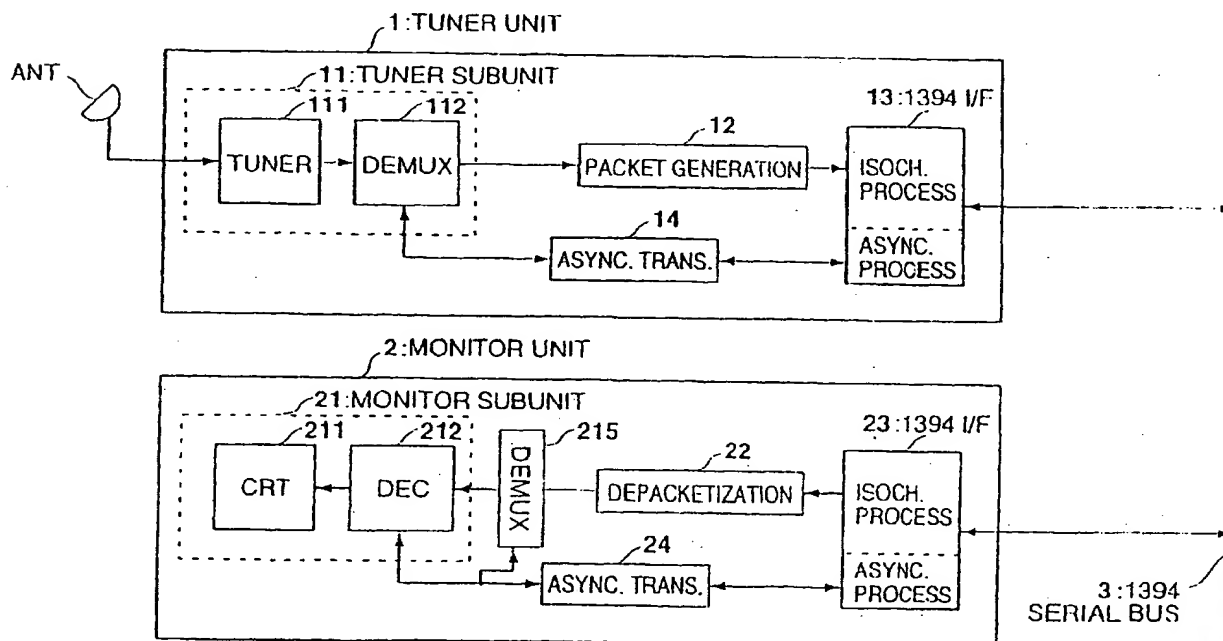 1:TUNER UNIT
ANT
11:TUNER SUBUNIT
111
112
TUNER
DEMUX
12
PACKET GENERATION
13:1394 I/F
ISOCH.
PROCESS
ASYNC.
PROCESS
14
ASYNC. TRANS.
2:MONITOR UNIT
21:MONITOR SUBUNIT
211
212
CRT
DEC
215
DEMUX
22
DEPACKETIZATION
23:1394 I/F
ISOCH.
PROCESS
ASYNC.
PROCESS
24
ASYNC. TRANS.
3:1394
SERIAL BUS